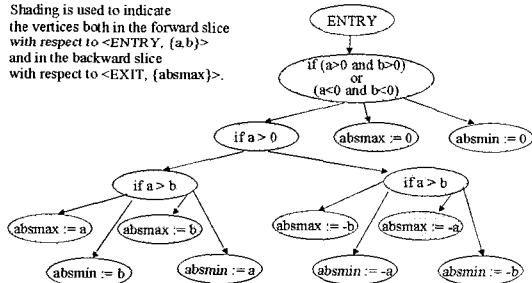 Shading is used to indicate
the vertices both in the forward slice
with respect to <ENTRY, {a,b}>
and in the backward slice
with respect to <EXIT, {absmax}>.
ENTRY
if (a>0 and b>0)
or
(a<0 and b<0)
if a > 0
absmax := 0
absmin := 0
if a > b
if a > b
absmax := a
absmax := b
absmax := -b
absmax := -a
absmin := b
absmin := a
absmin := -a
absmin := -b